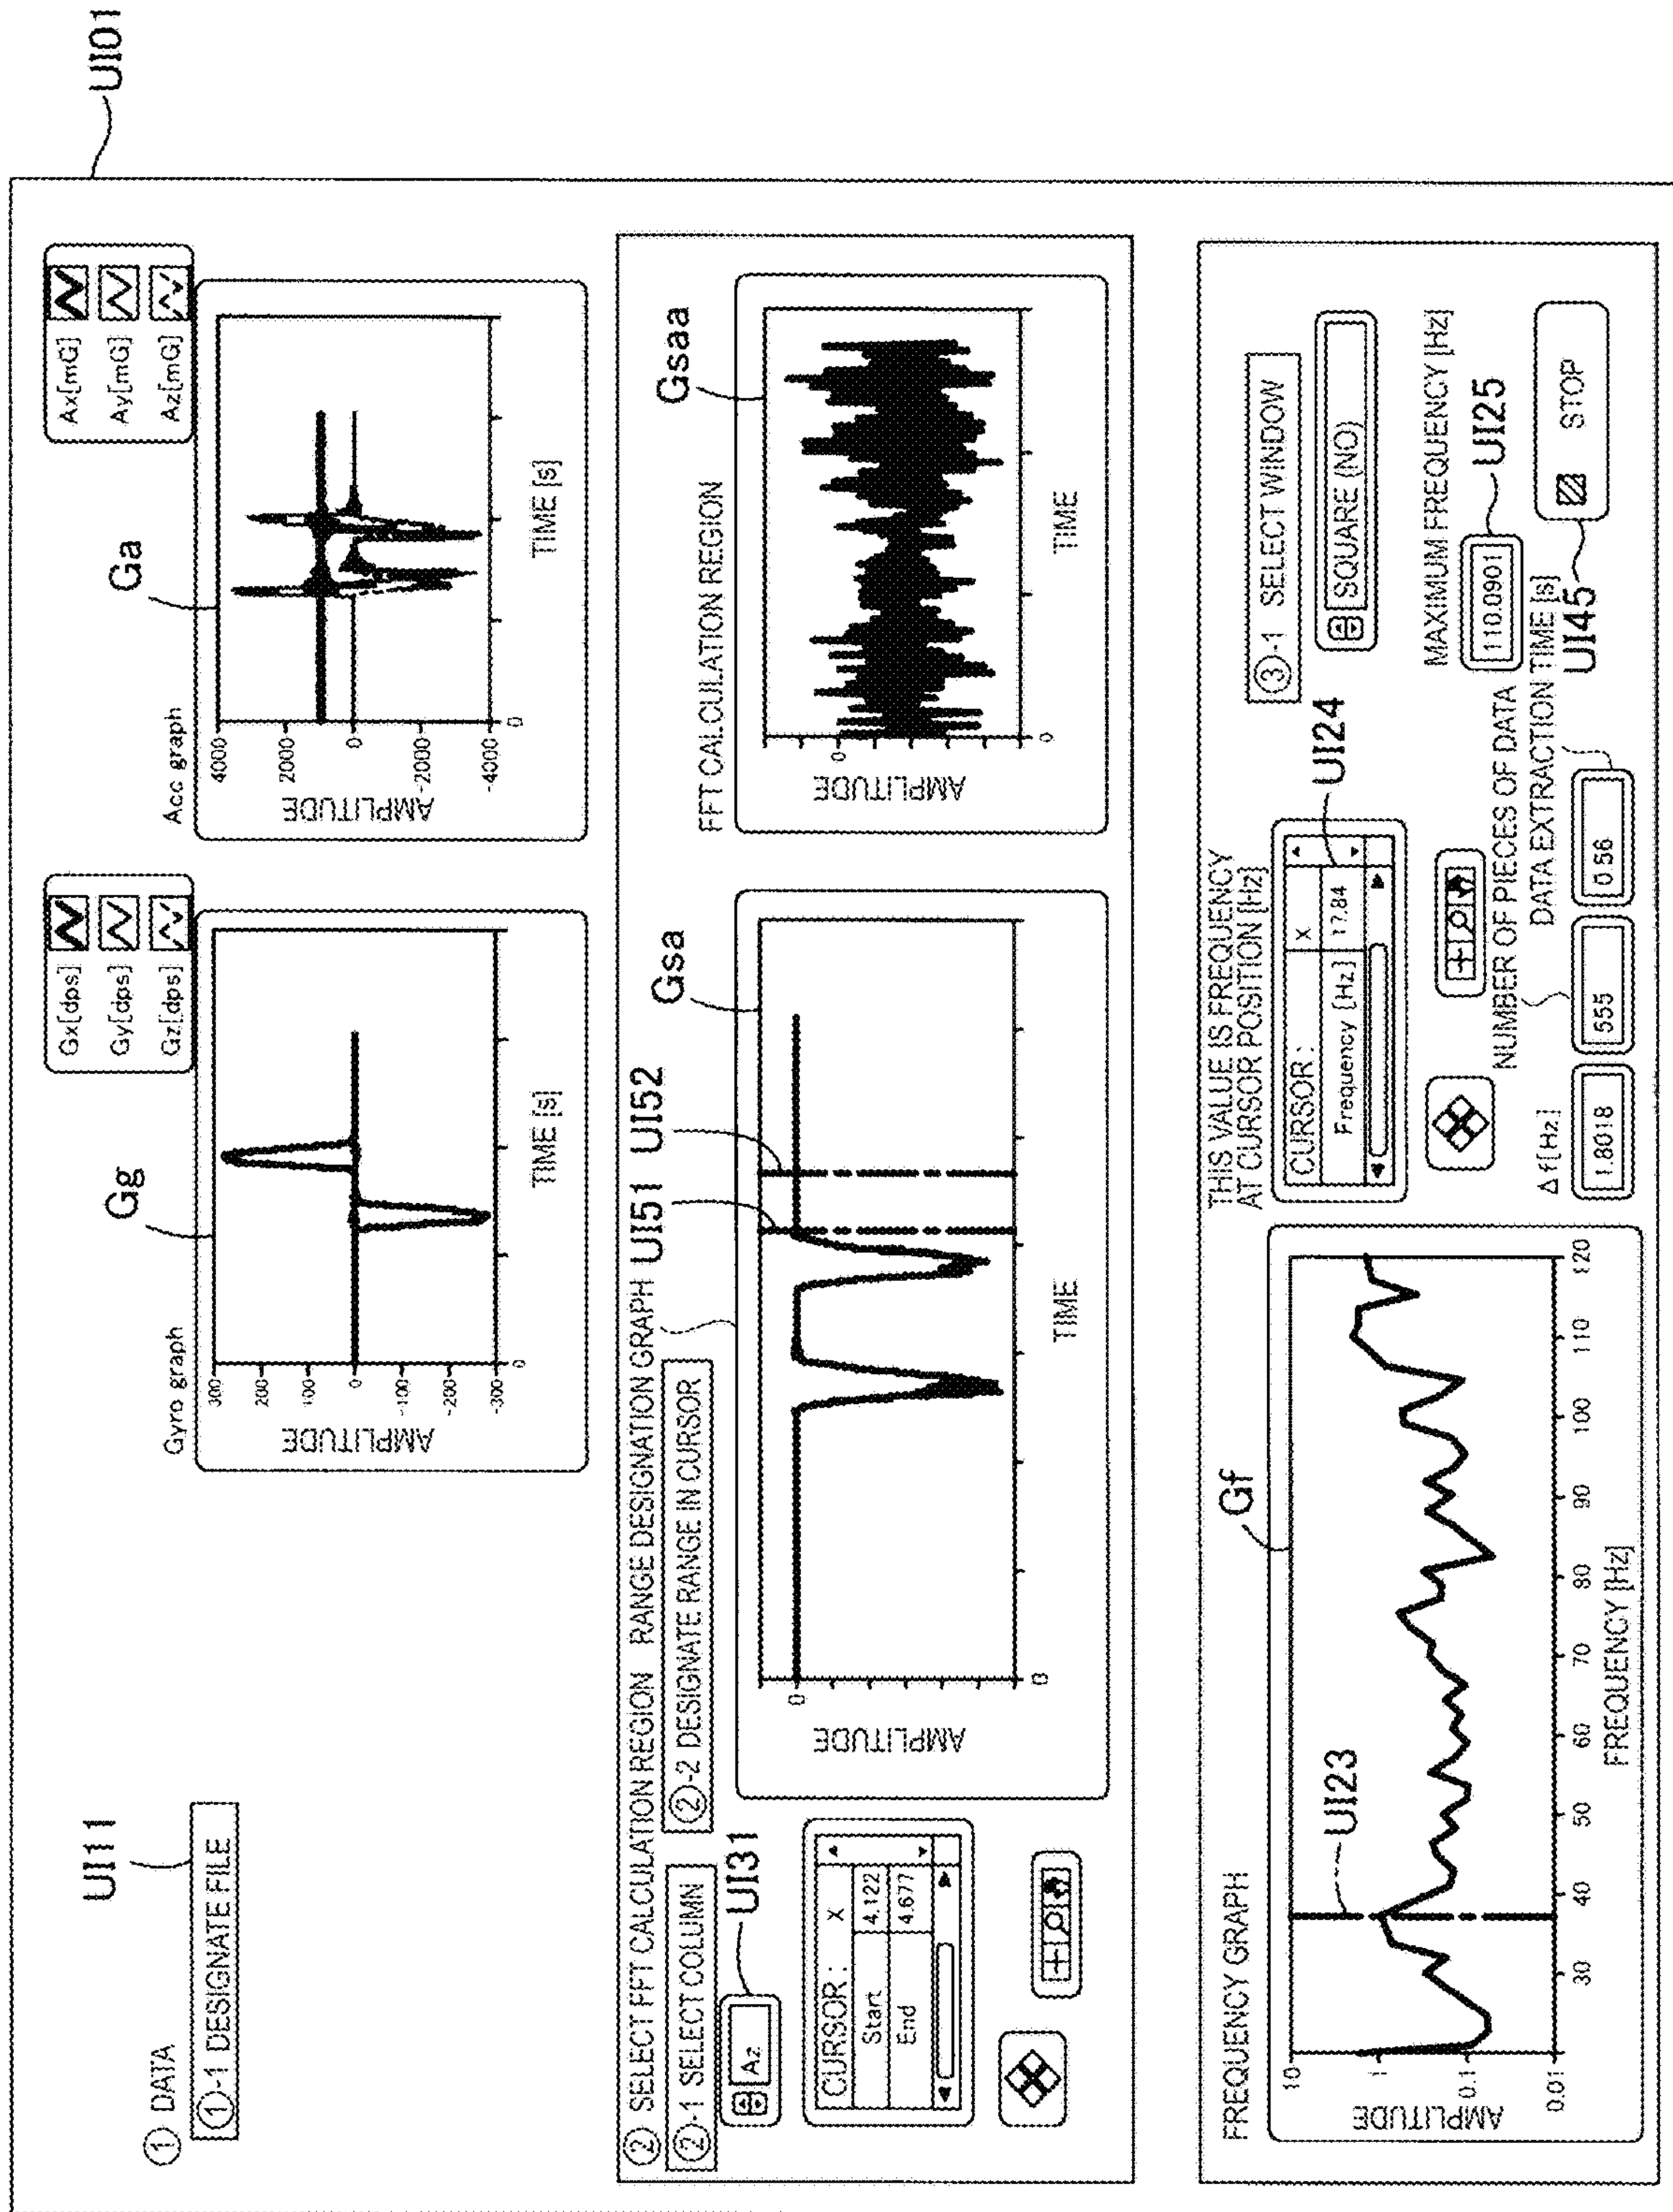 UI01
UI11
① DATA
①-1 DESIGNATE FILE
Gg
Gyro graph
Gx[dps]
Gy[dps]
Gz[dps]
300
200
100
0
-100
-200
-300
0
AMPLITUDE
TIME [s]
Ga
Acc graph
Ax[mG]
Ay[mG]
Az[mG]
4000
2000
0
-2000
-4000
0
AMPLITUDE
TIME [s]
② SELECT FFT CALCULATION REGION
RANGE DESIGNATION GRAPH
②-1 SELECT COLUMN
②-2 DESIGNATE RANGE IN CURSOR
UI31
Az
CURSOR: X
Start 4.122
End 4.677
UI51
UI52
Gsa
0
0
AMPLITUDE
TIME
FFT CALCULATION REGION
Gsaa
0
0
AMPLITUDE
TIME
FREQUENCY GRAPH
UI23
Gf
10
1
0.1
0.01
AMPLITUDE
30 40 50 60 70 80 90 100 110 120
FREQUENCY [Hz]
THIS VALUE IS FREQUENCY
AT CURSOR POSITION [Hz]
CURSOR: X
Frequency [Hz] 17.84
UI24
③-1 SELECT WINDOW
SQUARE (NO)
MAXIMUM FREQUENCY [Hz]
110.0901
UI25
NUMBER OF PIECES OF DATA
DATA EXTRACTION TIME [s]
Δf[Hz]
1.8018
555
0.56
UI45
STOP